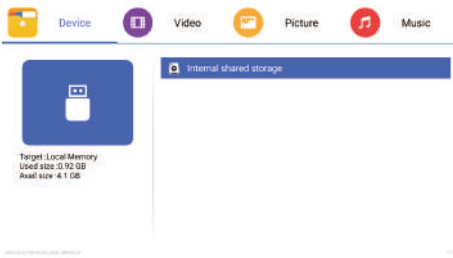 Device
Video
Picture
Music
Internal shared storage
Target :Local Memory
Used size :0.92 GB
Avail size :4.1 GB